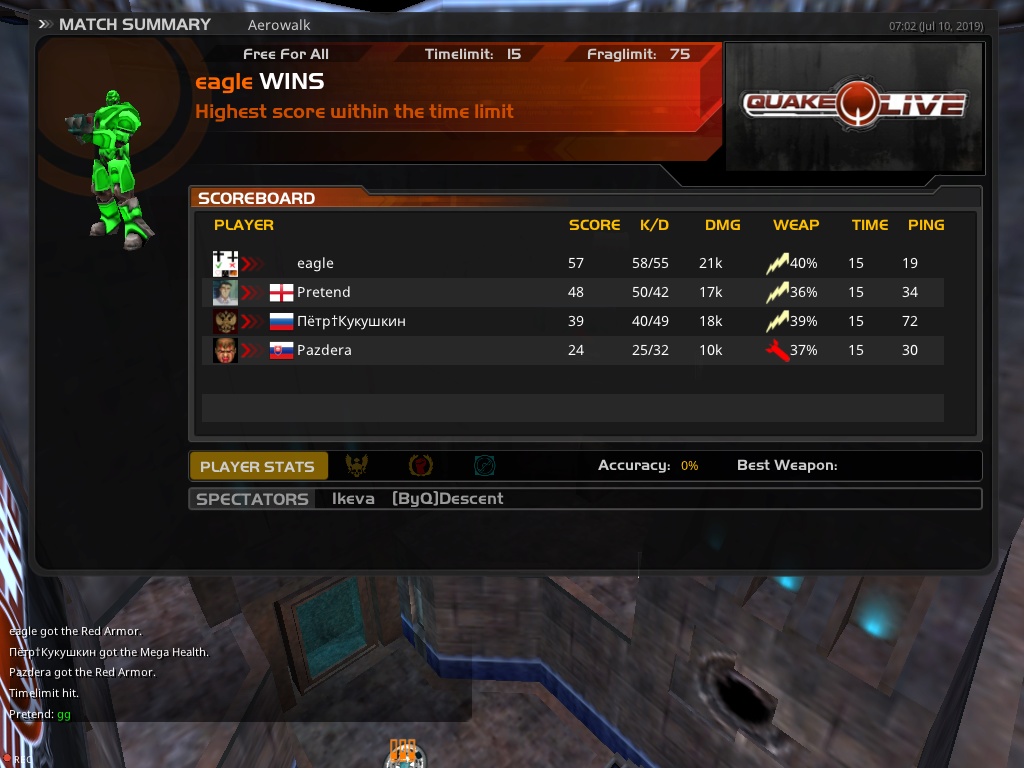 MATCH SUMMARY Aerowalk 07:02 (Jul 10, 2019)
Free For All Timelimit: 15 Fraglimit: 75
eagle WINS
Highest score within the time limit
QUAKE LIVE
SCOREBOARD
PLAYER SCORE K/D DMG WEAP TIME PING
eagle 57 58/55 21k 40% 15 19
Pretend 48 50/42 17k 36% 15 34
Пётр†Кукушкин 39 40/49 18k 39% 15 72
Pazdera 24 25/32 10k 37% 15 30
PLAYER STATS Accuracy: 0% Best Weapon:
SPECTATORS Ikeva [ByQ]Descent
eagle got the Red Armor.
Пётр†Кукушкин got the Mega Health.
Pazdera got the Red Armor.
Timelimit hit.
Pretend: gg
REC